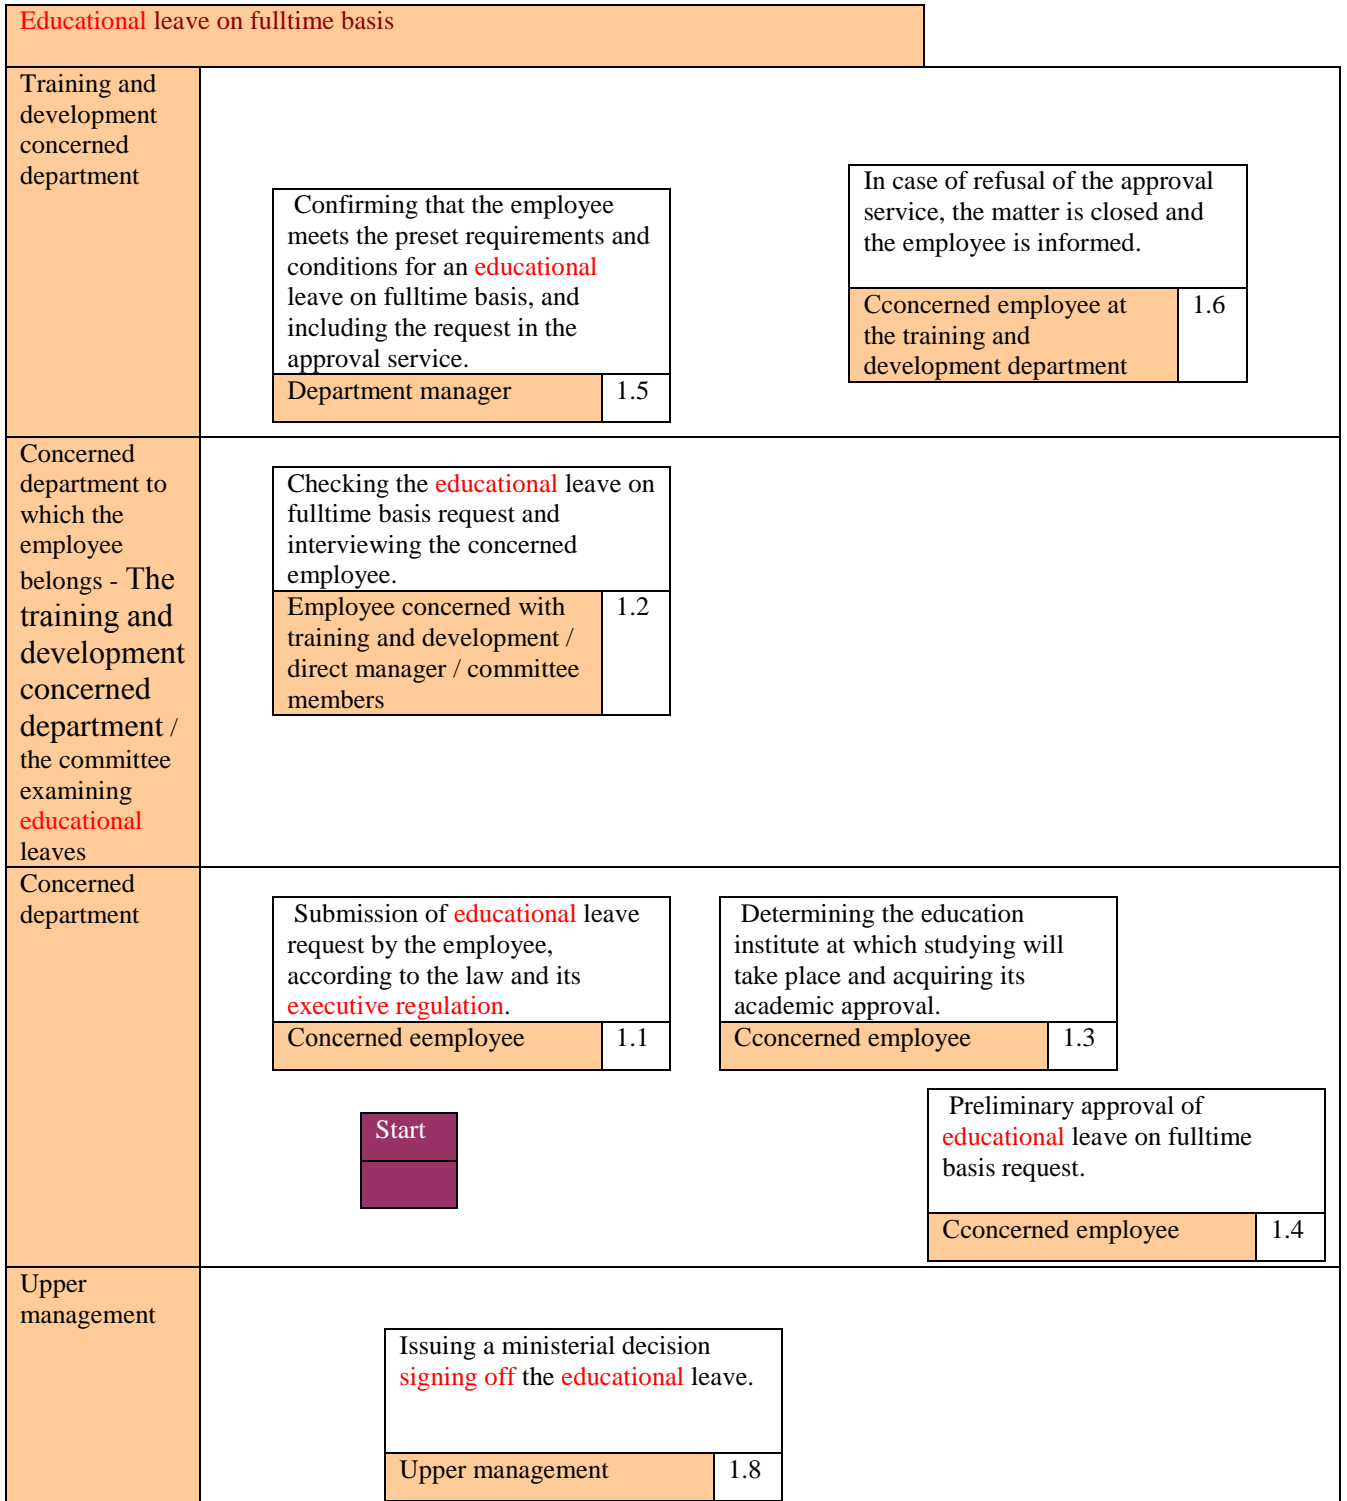 Educational leave on fulltime basis
Training and
development
concerned
department
Confirming that the employee
meets the preset requirements and
conditions for an educational
leave on fulltime basis, and
including the request in the
approval service.
Department manager 1.5
In case of refusal of the approval
service, the matter is closed and
the employee is informed.
Cconcerned employee at 1.6
the training and
development department
Concerned
department to
which the
employee
belongs - The
training and
development
concerned
department /
the committee
examining
educational
leaves
Checking the educational leave on
fulltime basis request and
interviewing the concerned
employee.
Employee concerned with 1.2
training and development /
direct manager / committee
members
Concerned
department
Submission of educational leave
request by the employee,
according to the law and its
executive regulation.
Concerned eemployee 1.1
Determining the education
institute at which studying will
take place and acquiring its
academic approval.
Cconcerned employee 1.3
Start
Preliminary approval of
educational leave on fulltime
basis request.
Cconcerned employee 1.4
Upper
management
Issuing a ministerial decision
signing off the educational leave.
Upper management 1.8